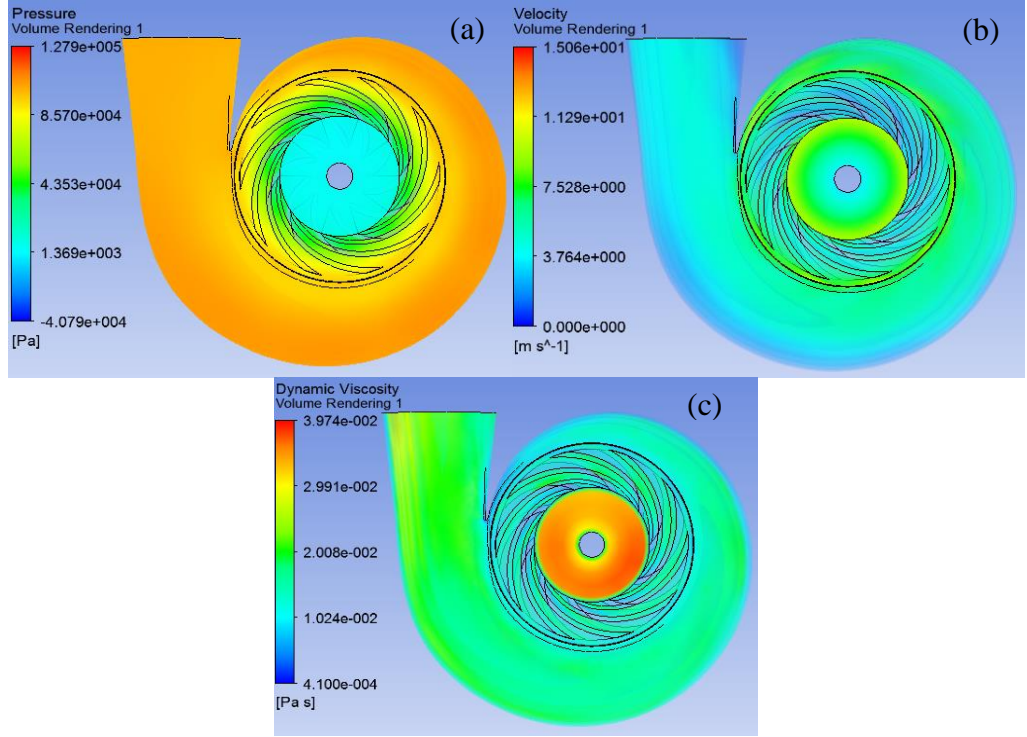 Pressure
Volume Rendering 1
(a)
1.279e+005
8.570e+004
4.353e+004
1.369e+003
-4.079e+004
[Pa]
Velocity
Volume Rendering 1
(b)
1.506e+001
1.129e+001
7.528e+000
3.764e+000
0.000e+000
[m s^-1]
Dynamic Viscosity
Volume Rendering 1
(c)
3.974e-002
2.991e-002
2.008e-002
1.024e-002
4.100e-004
[Pa s]